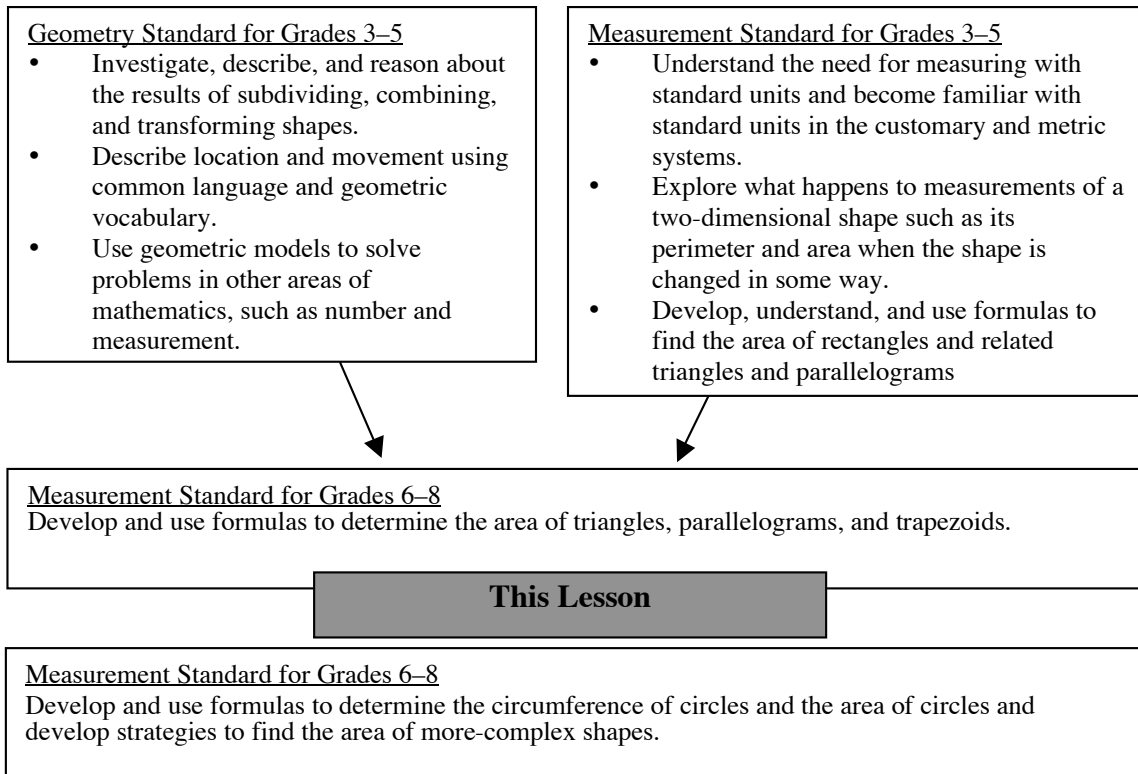 Geometry Standard for Grades 3–5
• Investigate, describe, and reason about
the results of subdividing, combining,
and transforming shapes.
• Describe location and movement using
common language and geometric
vocabulary.
• Use geometric models to solve
problems in other areas of
mathematics, such as number and
measurement.
Measurement Standard for Grades 3–5
• Understand the need for measuring with
standard units and become familiar with
standard units in the customary and metric
systems.
• Explore what happens to measurements of a
two-dimensional shape such as its
perimeter and area when the shape is
changed in some way.
• Develop, understand, and use formulas to
find the area of rectangles and related
triangles and parallelograms
Measurement Standard for Grades 6–8
Develop and use formulas to determine the area of triangles, parallelograms, and trapezoids.
This Lesson
Measurement Standard for Grades 6–8
Develop and use formulas to determine the circumference of circles and the area of circles and
develop strategies to find the area of more-complex shapes.